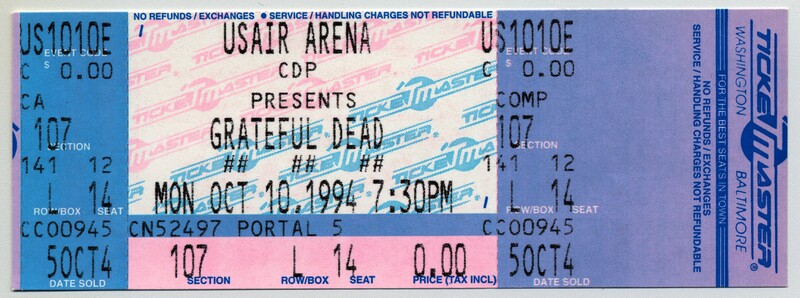 NO REFUNDS / EXCHANGES • SERVICE / HANDLING CHARGES NOT REFUNDABLE
US1010E
EVENT CODE
$
C 0.00
CA
107
SECTION
141 12
L 14
ROW/BOX SEAT
CC00945
5OCT4
DATE SOLD
USAIR ARENA
CDP
PRESENTS
GRATEFUL DEAD
## ## ##
MON OCT 10.1994 7:30PM
CN52497 PORTAL 5
107 L 14 0.00
SECTION ROW/BOX SEAT PRICE (TAX INCL)
US1010E
EVENT CODE
$
C 0.00
COMP
107
SECTION
141 12
L 14
ROW/BOX SEAT
CC00945
5OCT4
DATE SOLD
NO REFUNDS / EXCHANGES
SERVICE / HANDLING CHARGES NOT REFUNDABLE
FOR THE BEST SEATS IN TOWN
TICKETMASTER
WASHINGTON BALTIMORE
TICKETMASTER